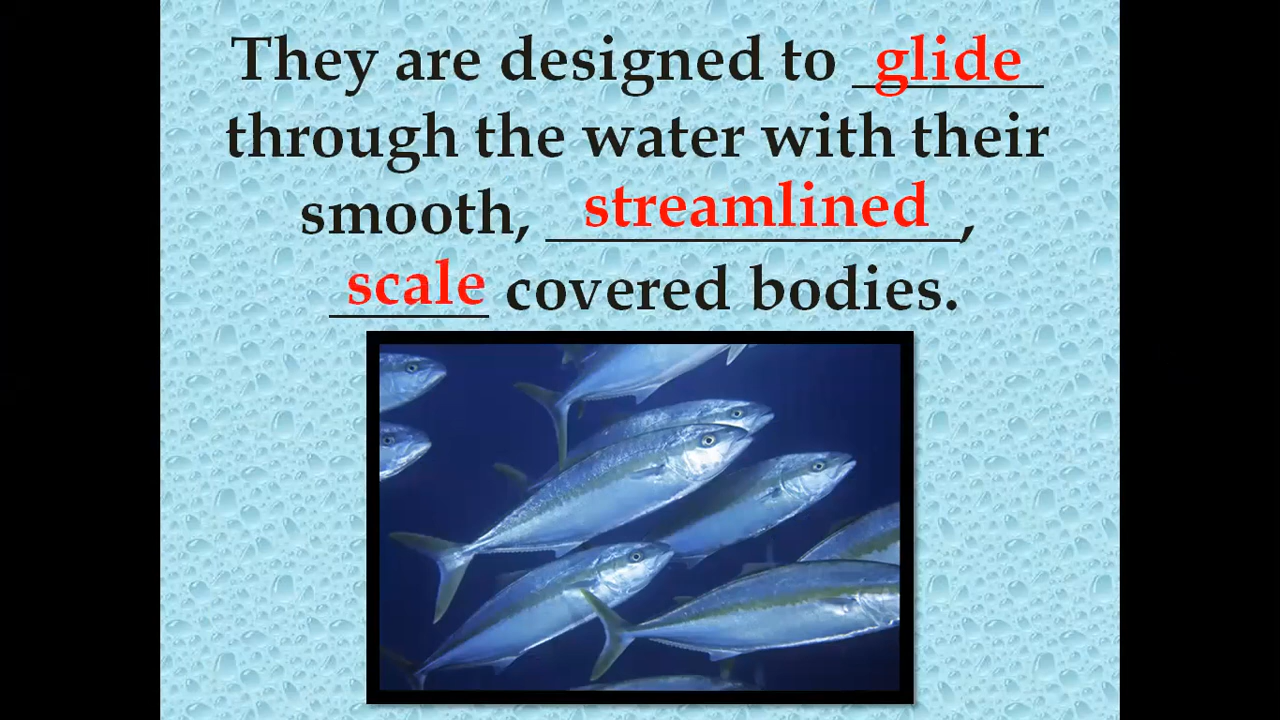 They are designed to glide
through the water with their
smooth, streamlined,
scale covered bodies.